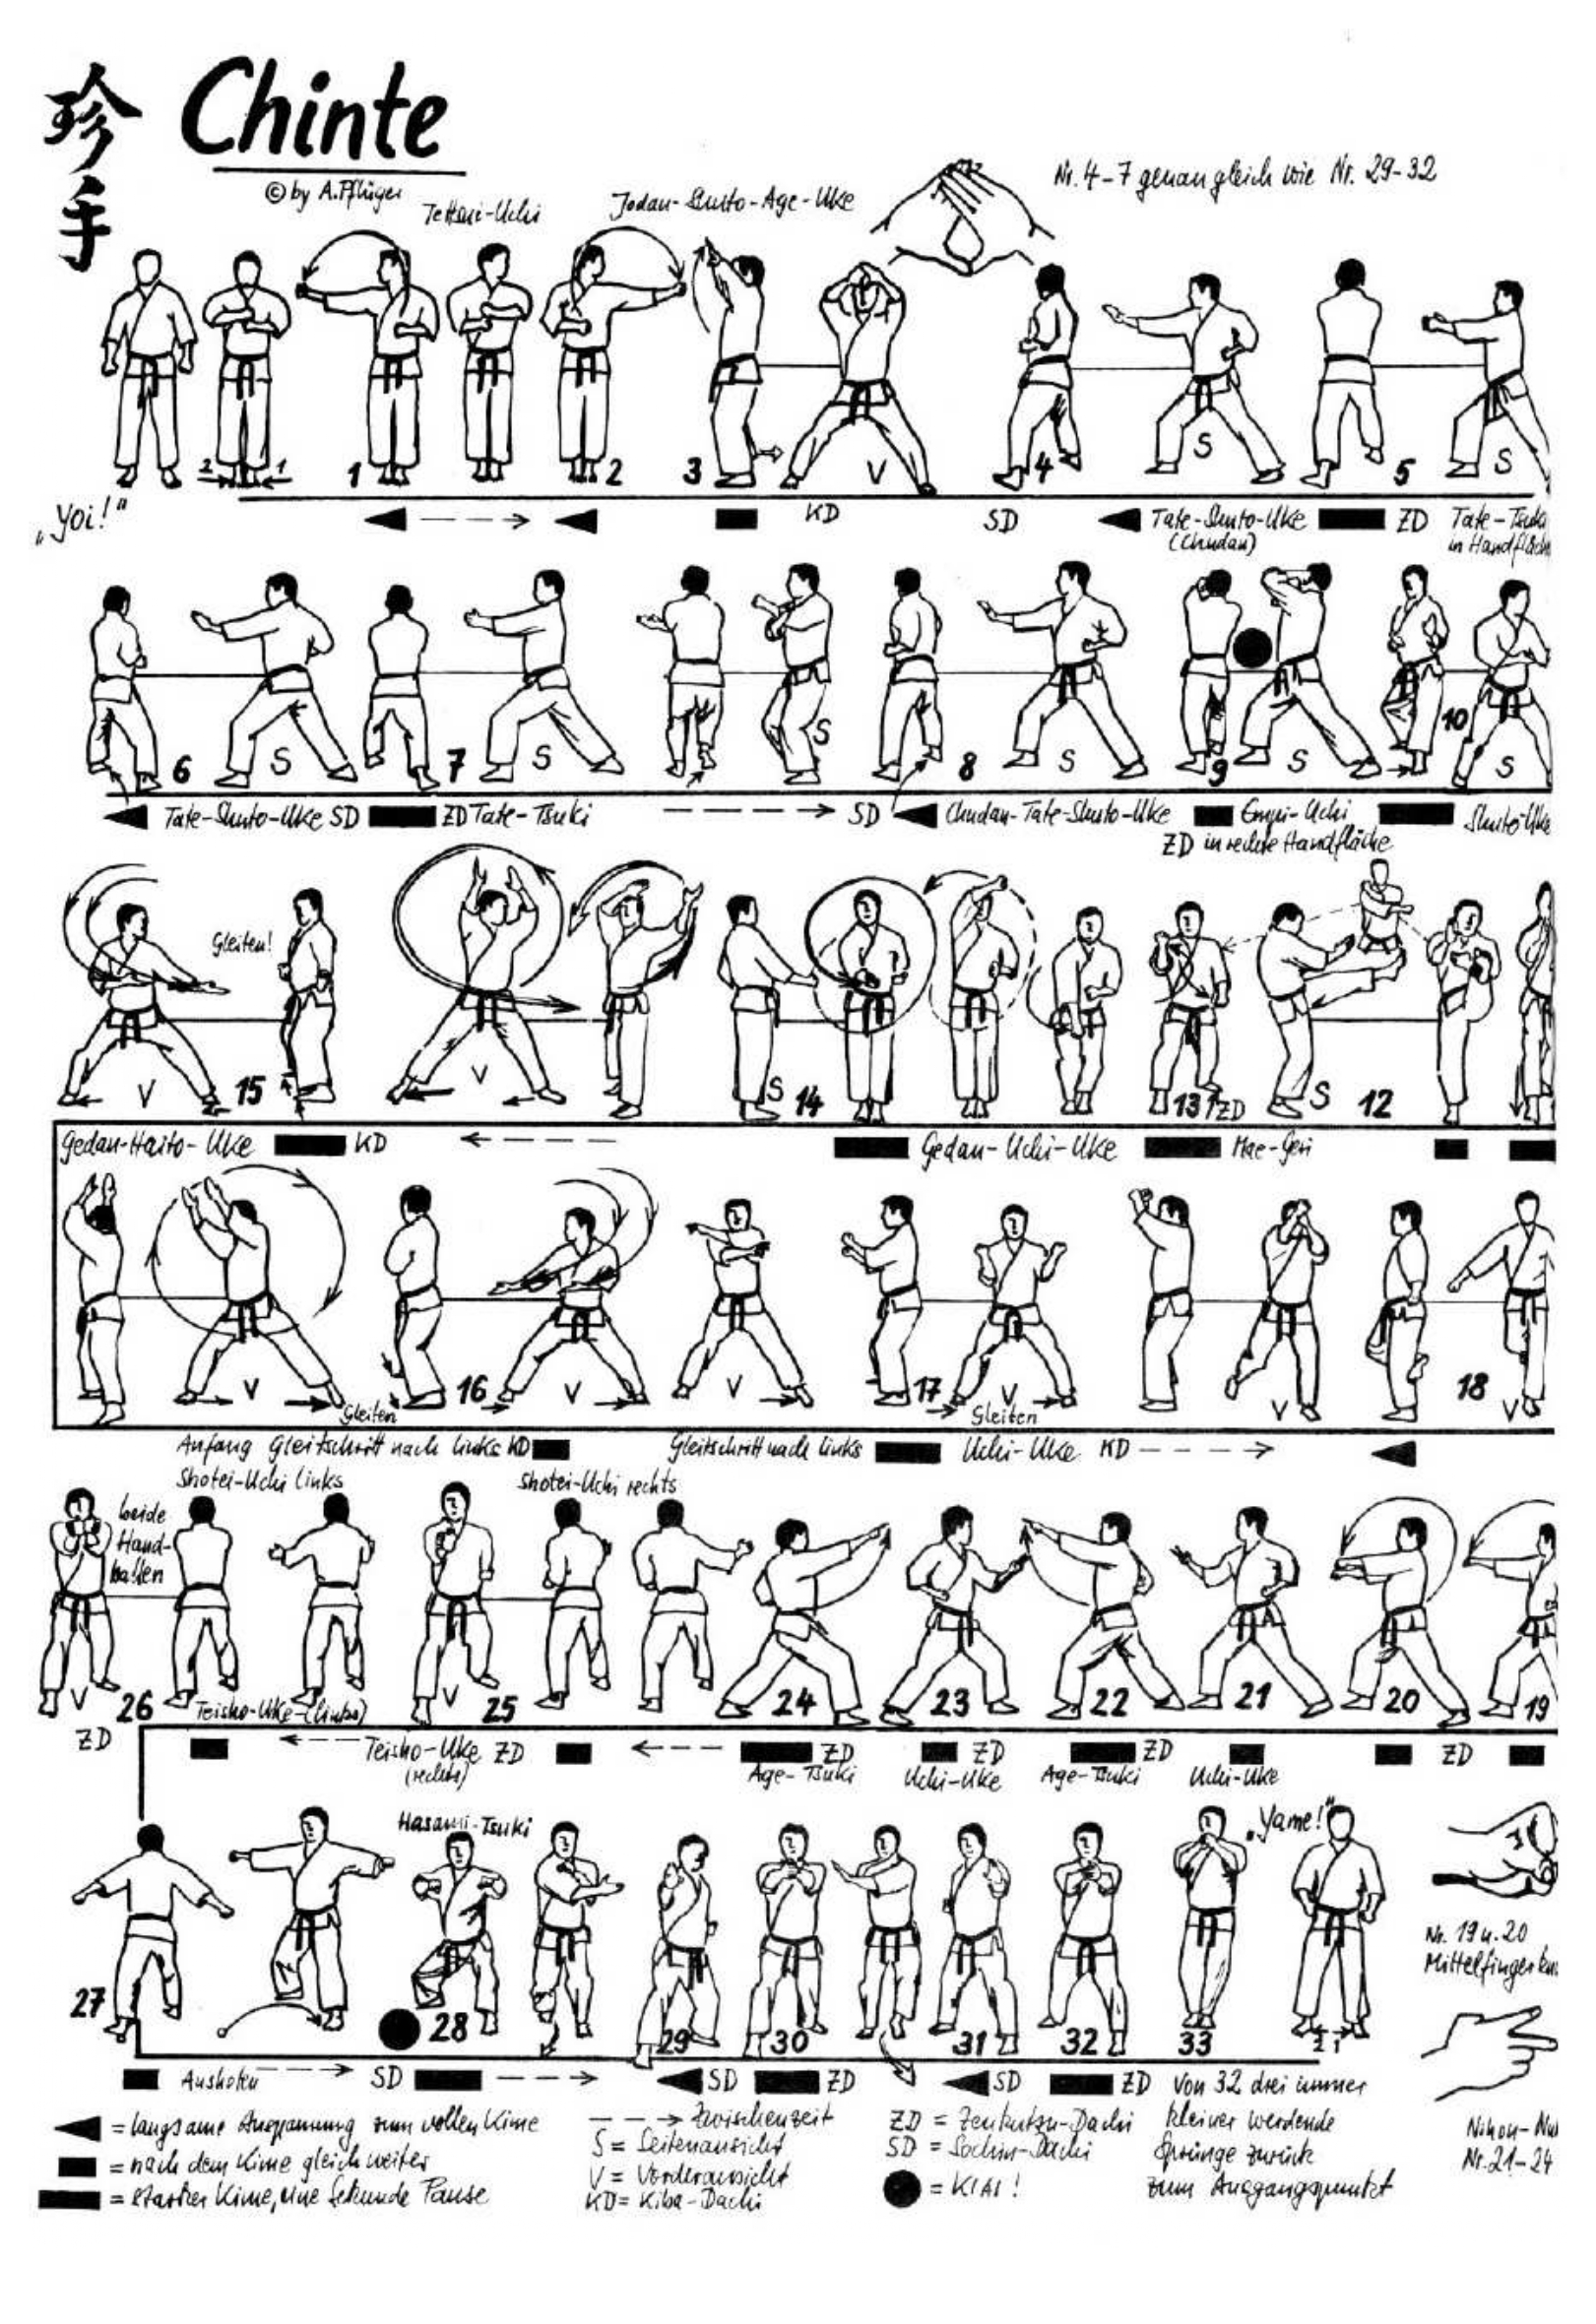 珍手
Chinte
© by A. Pflüger
Tettsui-Uchi
Jodan-Shuto-Age-Uke
Nr. 4-7 genau gleich wie Nr. 29-32
2 1
1 2 3 V 4 S 5 S
„Yoi!"
KD SD Tate-Shuto-Uke ZD Tate-Tsuki
(Chudan) in Handfläche
6 S 7 S S 8 S 9 S 10 S
Tate-Shuto-Uke SD ZD Tate-Tsuki SD Chudan-Tate-Shuto-Uke Empi-Uchi Shuto-Uke
ZD in rechte Handfläche
Gleiten!
V 15 V S 14 13 ZD S 12
Gedan-Haito-Uke KD Gedan-Uchi-Uke Mae-Geri
V 16 V V 17 V V 18 V
Gleiten Gleiten
Anfang Gleitschritt nach links KD Gleitschritt nach links Uchi-Uke KD
Shotei-Uchi links Shotei-Uchi rechts
beide
Hand-
ballen
V 26 Teisho-Uke-(links) V 25 24 23 22 21 20 19
ZD Teisho-Uke ZD ZD ZD ZD ZD
(rechts) Age-Tsuki Uchi-Uke Age-Tsuki Uchi-Uke
Hasami-Tsuki
„Yame!"
27 28 29 30 31 32 33 2 1
Nr. 19 u. 20
Mittelfinger
Ausholen SD SD ZD SD ZD Von 32 drei immer
kleiner werdende
Sprünge zurück
zum Ausgangspunkt
= langsame Anspannung zum vollen Kime
= nach dem Kime gleich weiter
= starker Kime, eine Sekunde Pause
= Zwischenzeit
S = Seitenansicht
V = Vorderansicht
KD = Kiba-Dachi
ZD = Zenkutsu-Dachi
SD = Sochin-Dachi
= KIAI!
Nihon-Nu
Nr. 21-24